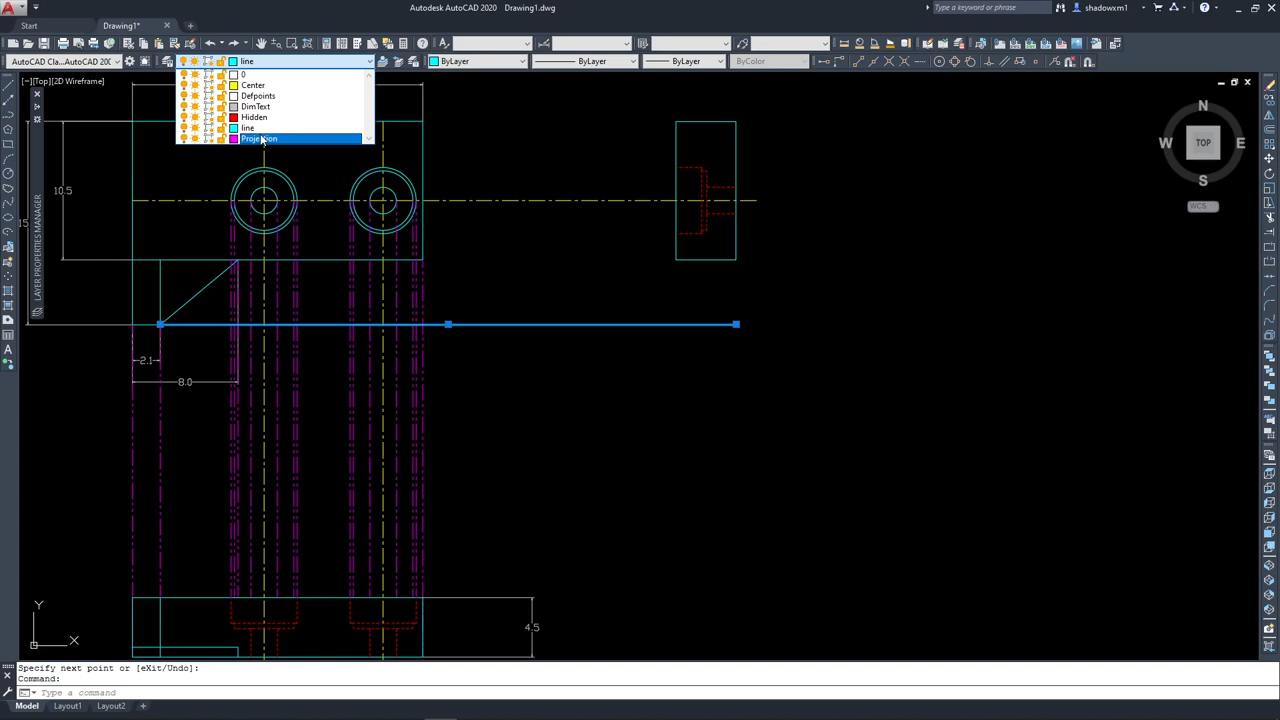 Autodesk AutoCAD 2020 Drawing1.dwg
Type a keyword or phrase
shadowxm1
Start
Drawing1*
AutoCAD Cla...AutoCAD 200
line
ByLayer
ByLayer
ByLayer
ByColor
0
Center
Defpoints
DimText
Hidden
line
[−][Top][2D Wireframe]
LAYER PROPERTIES MANAGER
N
W
TOP
E
S
WCS
10.5
15
2.1
8.0
4.5
Y
X
Specify next point or [eXit/Undo]:
Command:
Type a command
Model
Layout1
Layout2